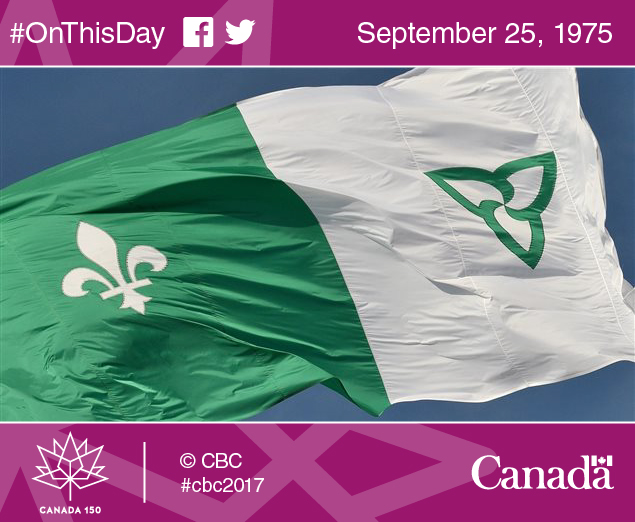 #OnThisDay
September 25, 1975
CANADA 150
© CBC
#cbc2017
Canada